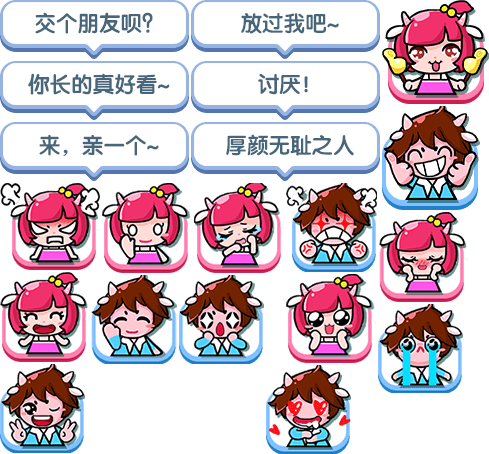 交个朋友呗？
放过我吧~
你长的真好看~
讨厌！
来，亲一个~
厚颜无耻之人